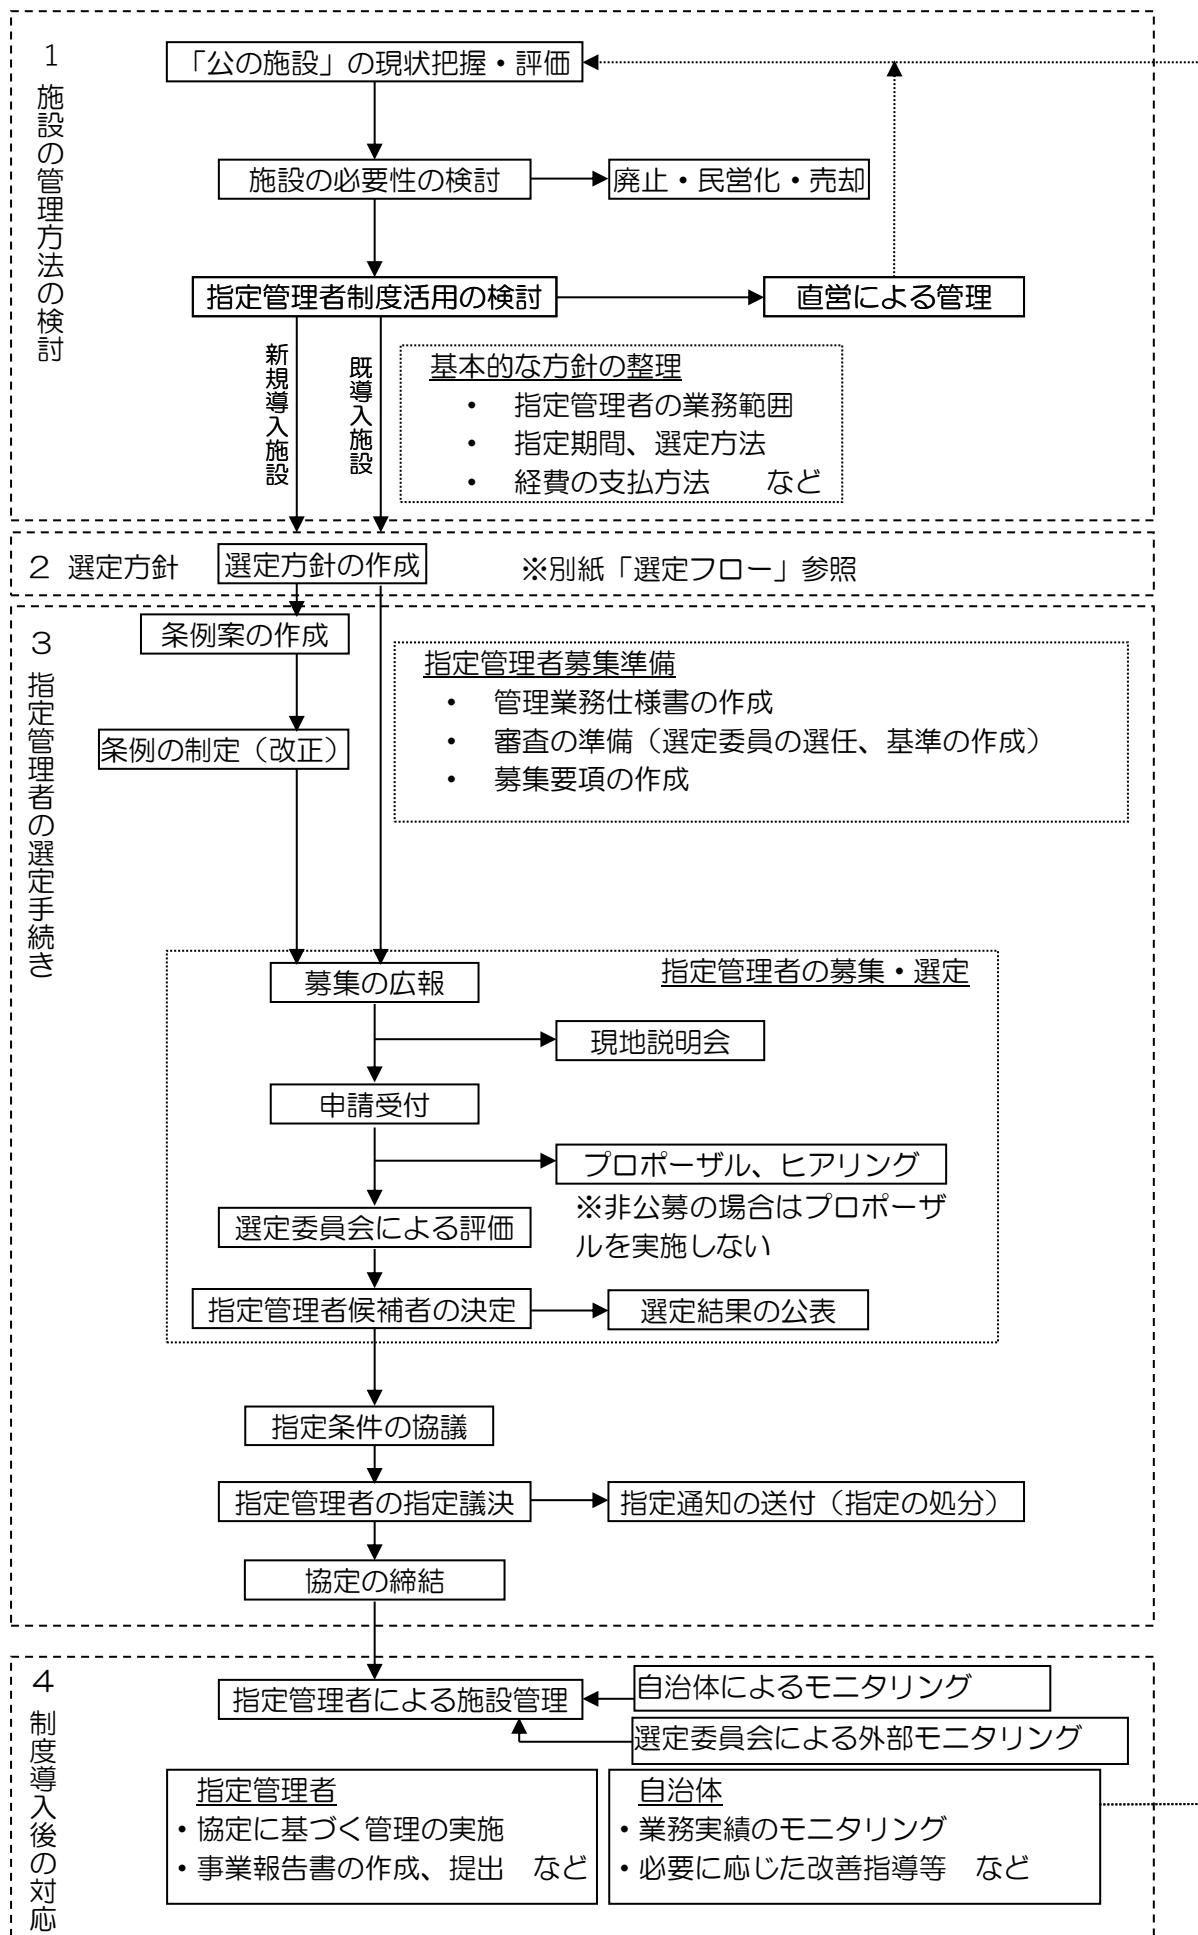 1 施設の管理方法の検討
「公の施設」の現状把握・評価
施設の必要性の検討
廃止・民営化・売却
指定管理者制度活用の検討
直営による管理
新規導入施設
既導入施設
基本的な方針の整理
・ 指定管理者の業務範囲
・ 指定期間、選定方法
・ 経費の支払方法 など
2 選定方針
選定方針の作成
※別紙「選定フロー」参照
3 指定管理者の選定手続き
条例案の作成
条例の制定（改正）
指定管理者募集準備
・ 管理業務仕様書の作成
・ 審査の準備（選定委員の選任、基準の作成）
・ 募集要項の作成
指定管理者の募集・選定
募集の広報
現地説明会
申請受付
プロポーザル、ヒアリング
※非公募の場合はプロポーザ
ルを実施しない
選定委員会による評価
指定管理者候補者の決定
選定結果の公表
指定条件の協議
指定管理者の指定議決
指定通知の送付（指定の処分）
協定の締結
4 制度導入後の対応
指定管理者による施設管理
自治体によるモニタリング
選定委員会による外部モニタリング
指定管理者
・協定に基づく管理の実施
・事業報告書の作成、提出 など
自治体
・業務実績のモニタリング
・必要に応じた改善指導等 など